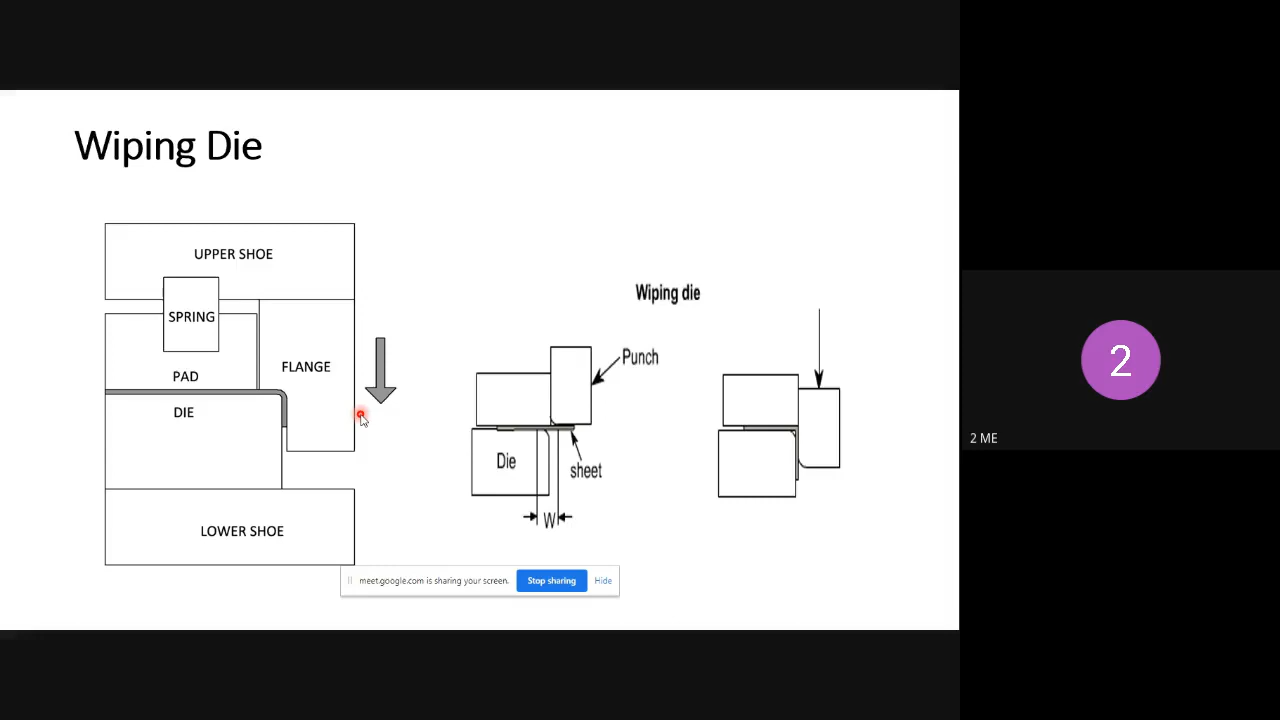 Wiping Die
UPPER SHOE
SPRING
FLANGE
PAD
DIE
LOWER SHOE
Wiping die
Punch
Die
sheet
W
meet.google.com is sharing your screen.
Stop sharing
Hide
2
2 ME